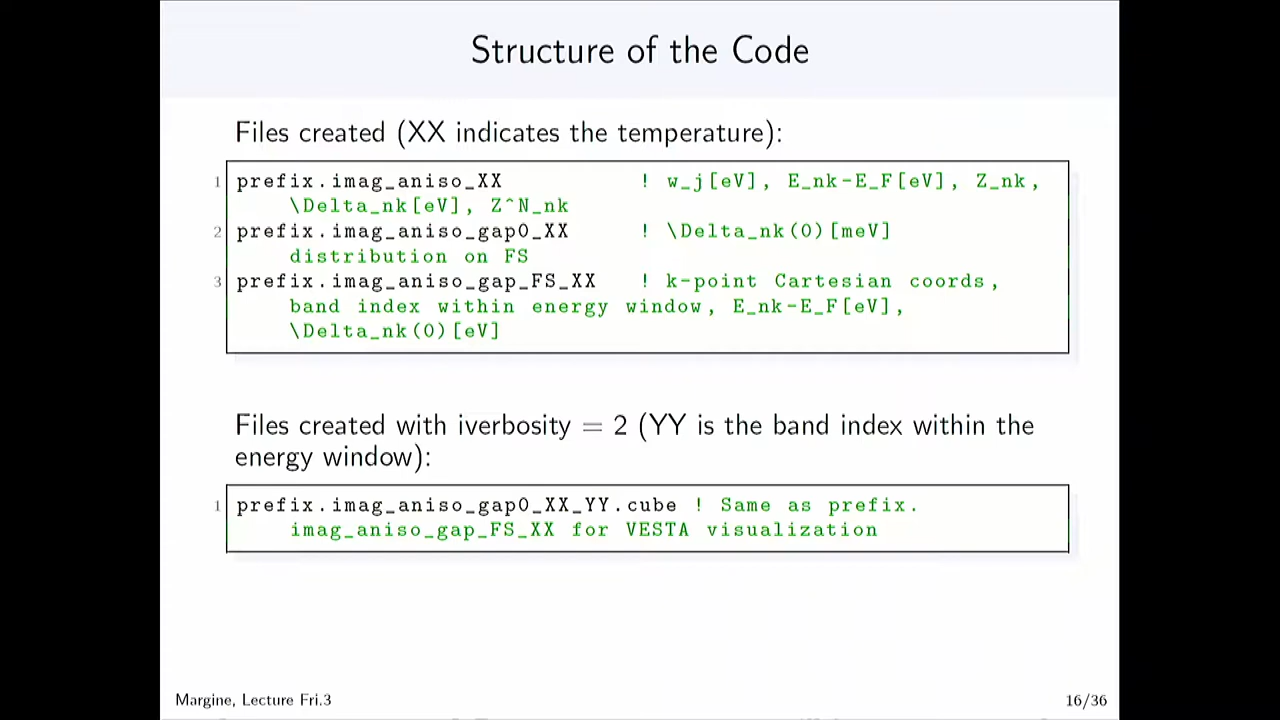 Structure of the Code
Files created (XX indicates the temperature):
1 prefix.imag_aniso_XX ! w_j[eV], E_nk-E_F[eV], Z_nk,
\Delta_nk[eV], Z^N_nk
2 prefix.imag_aniso_gap0_XX ! \Delta_nk(0)[meV]
distribution on FS
3 prefix.imag_aniso_gap_FS_XX ! k-point Cartesian coords,
band index within energy window, E_nk-E_F[eV],
\Delta_nk(0)[eV]
Files created with iverbosity = 2 (YY is the band index within the
energy window):
1 prefix.imag_aniso_gap0_XX_YY.cube ! Same as prefix.
imag_aniso_gap_FS_XX for VESTA visualization
Margine, Lecture Fri.3
16/36